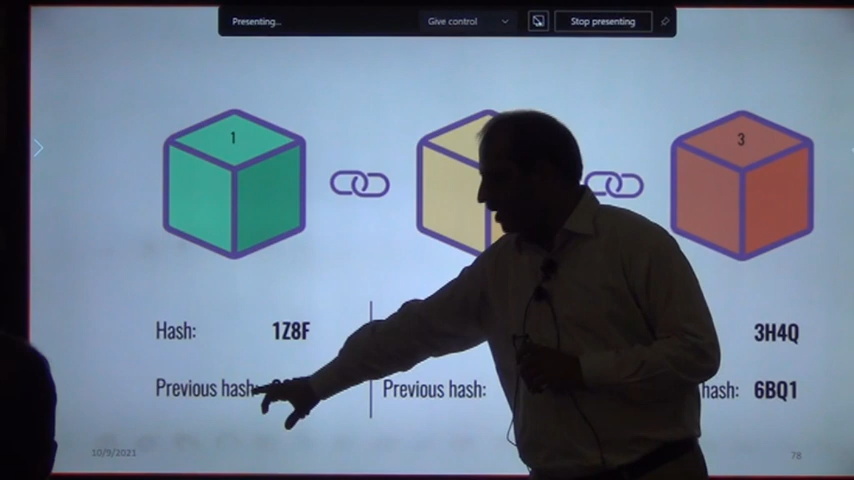 Presenting...
Give control
Stop presenting
1
3
Hash: 1Z8F
3H4Q
Previous hash:
Previous hash:
hash: 6BQ1
10/9/2021
78